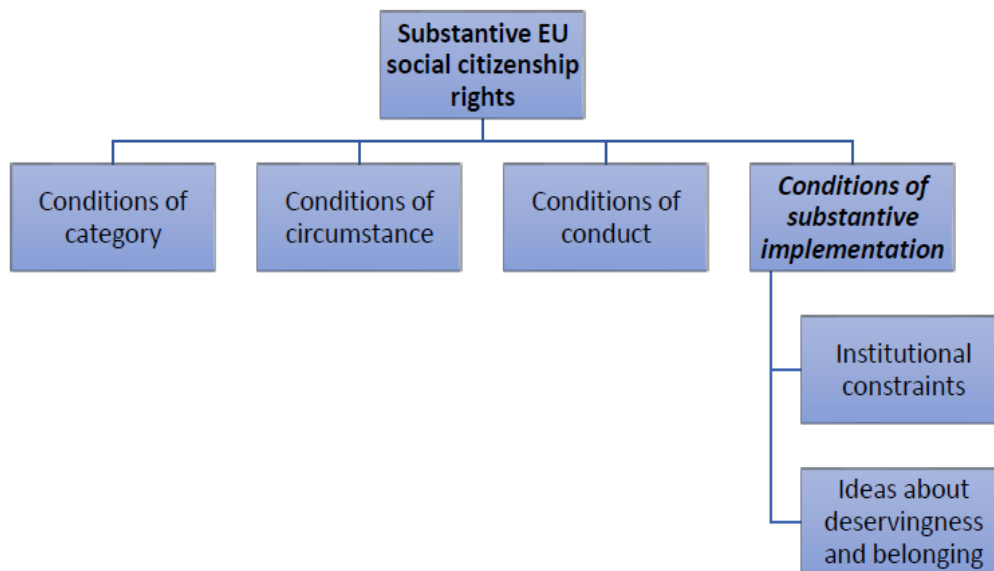 Substantive EU
social citizenship
rights
Conditions of
category
Conditions of
circumstance
Conditions of
conduct
Conditions of
substantive
implementation
Institutional
constraints
Ideas about
deservingness
and belonging